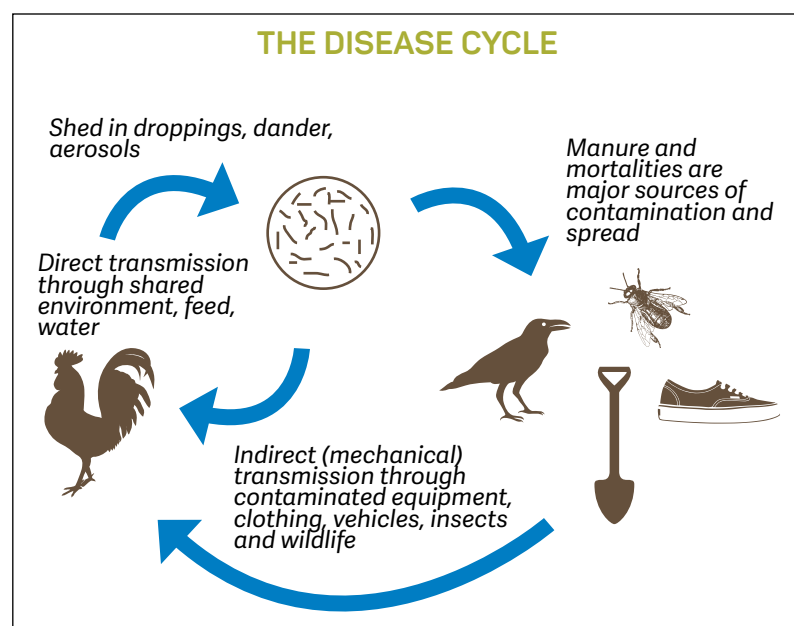 THE DISEASE CYCLE
Shed in droppings, dander,
aerosols
Manure and
mortalities are
major sources of
contamination and
spread
Direct transmission
through shared
environment, feed,
water
Indirect (mechanical)
transmission through
contaminated equipment,
clothing, vehicles, insects
and wildlife